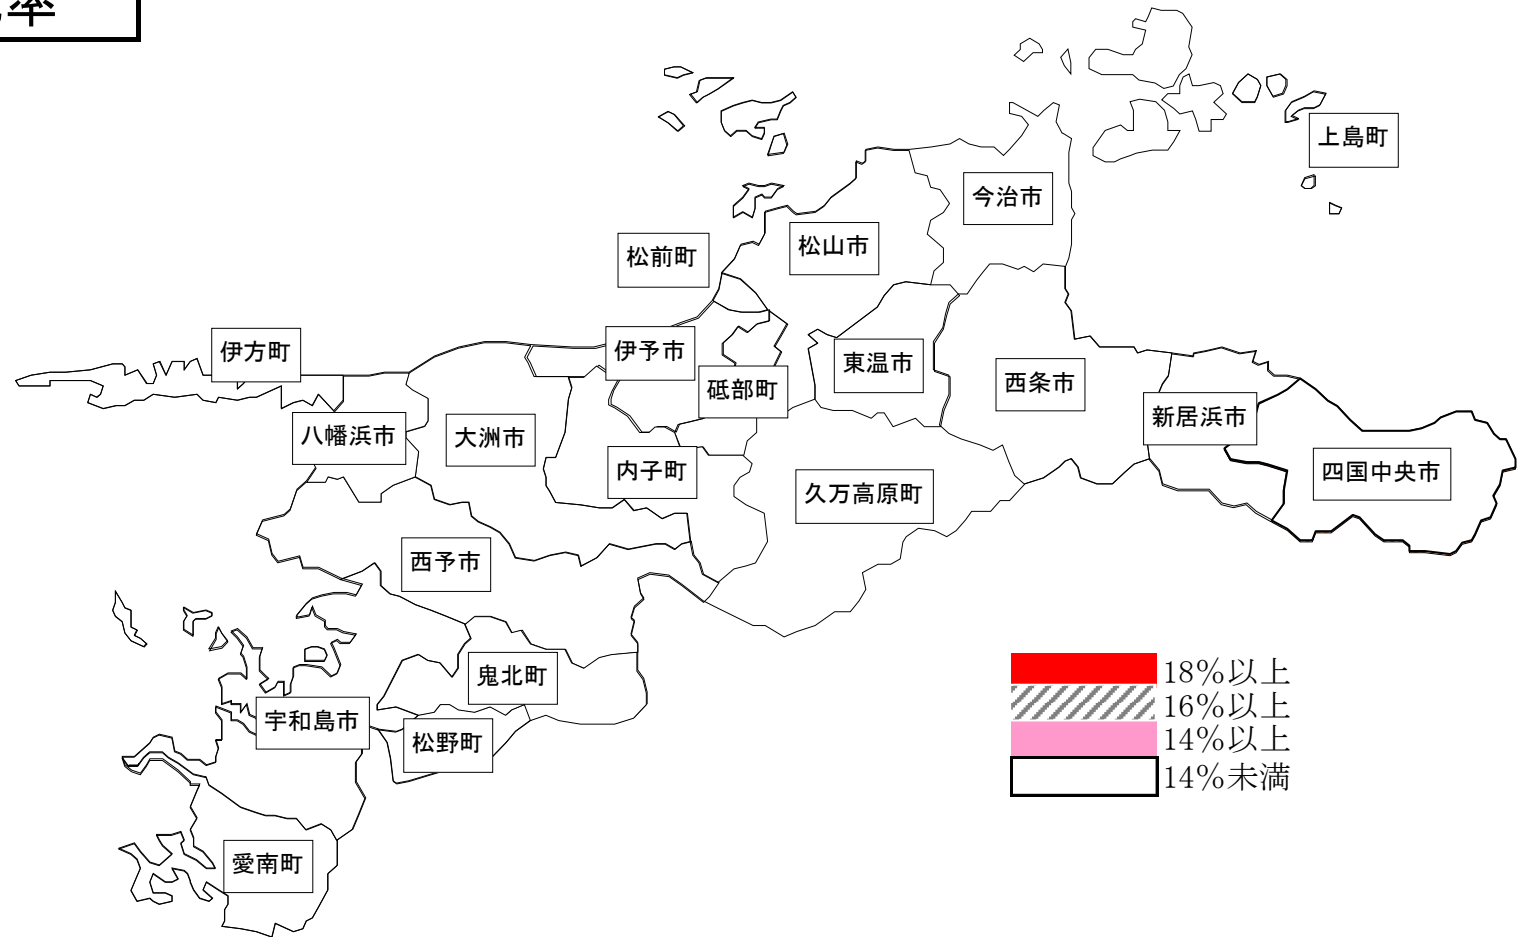 率
上島町
今治市
松山市
松前町
伊方町
伊予市
東温市
砥部町
西条市
新居浜市
八幡浜市
大洲市
内子町
久万高原町
四国中央市
西予市
鬼北町
宇和島市
松野町
愛南町
18%以上
16%以上
14%以上
14%未満